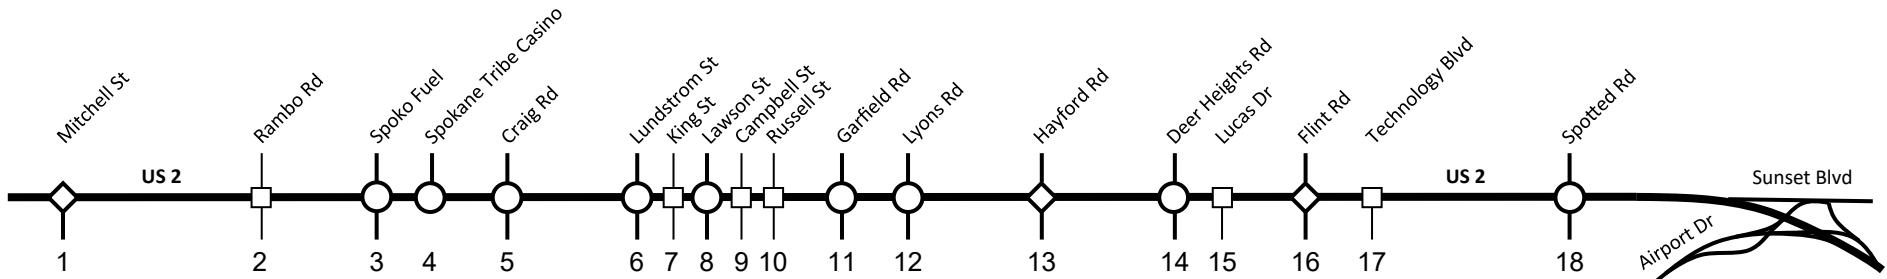 Mitchell St
Rambo Rd
Spoko Fuel
Spokane Tribe Casino
Craig Rd
Lundstrom St
King St
Lawson St
Campbell St
Russell St
Garfield Rd
Lyons Rd
Hayford Rd
Deer Heights Rd
Lucas Dr
Flint Rd
Technology Blvd
Spotted Rd
US 2
US 2
Sunset Blvd
Airport Dr
1 2 3 4 5 6 7 8 9 10 11 12 13 14 15 16 17 18